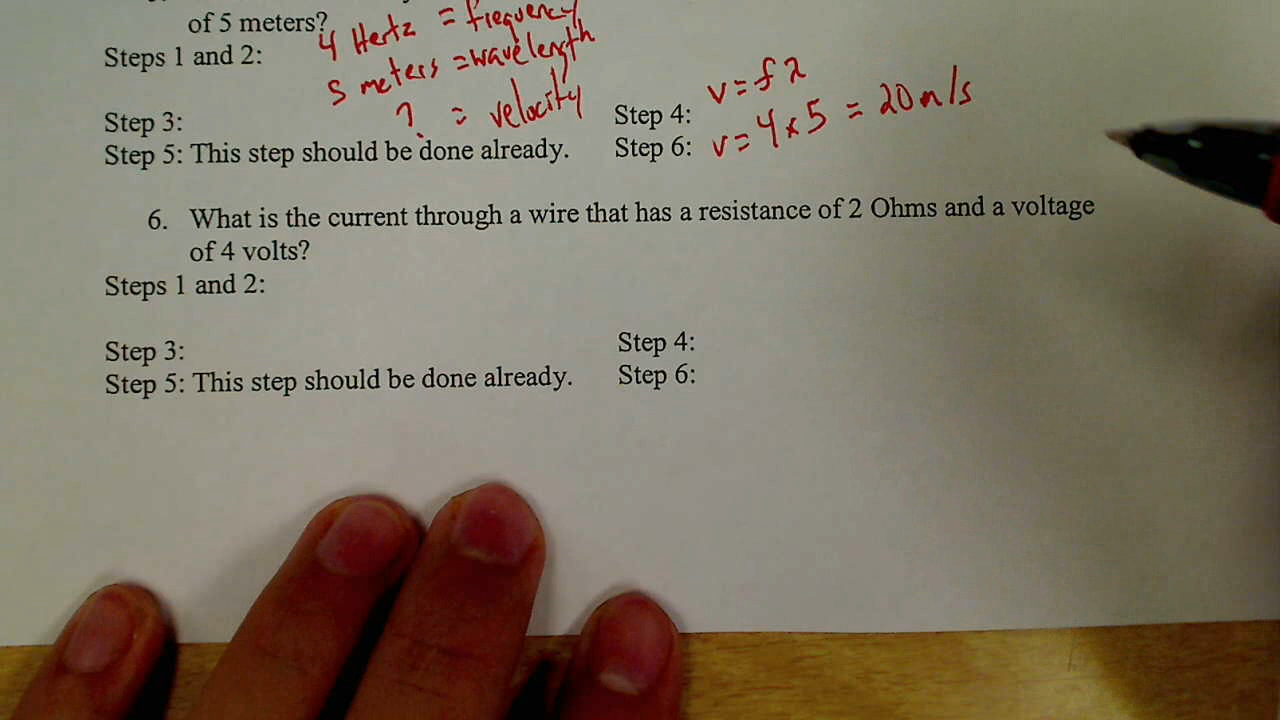 of 5 meters?
4 Hertz = frequency
Steps 1 and 2:
5 meters = wavelength
? = velocity
Step 3:
Step 4: v = f λ
Step 5: This step should be done already.
Step 6: v = 4 x 5 = 20 m/s
6. What is the current through a wire that has a resistance of 2 Ohms and a voltage
of 4 volts?
Steps 1 and 2:
Step 3:
Step 4:
Step 5: This step should be done already.
Step 6: